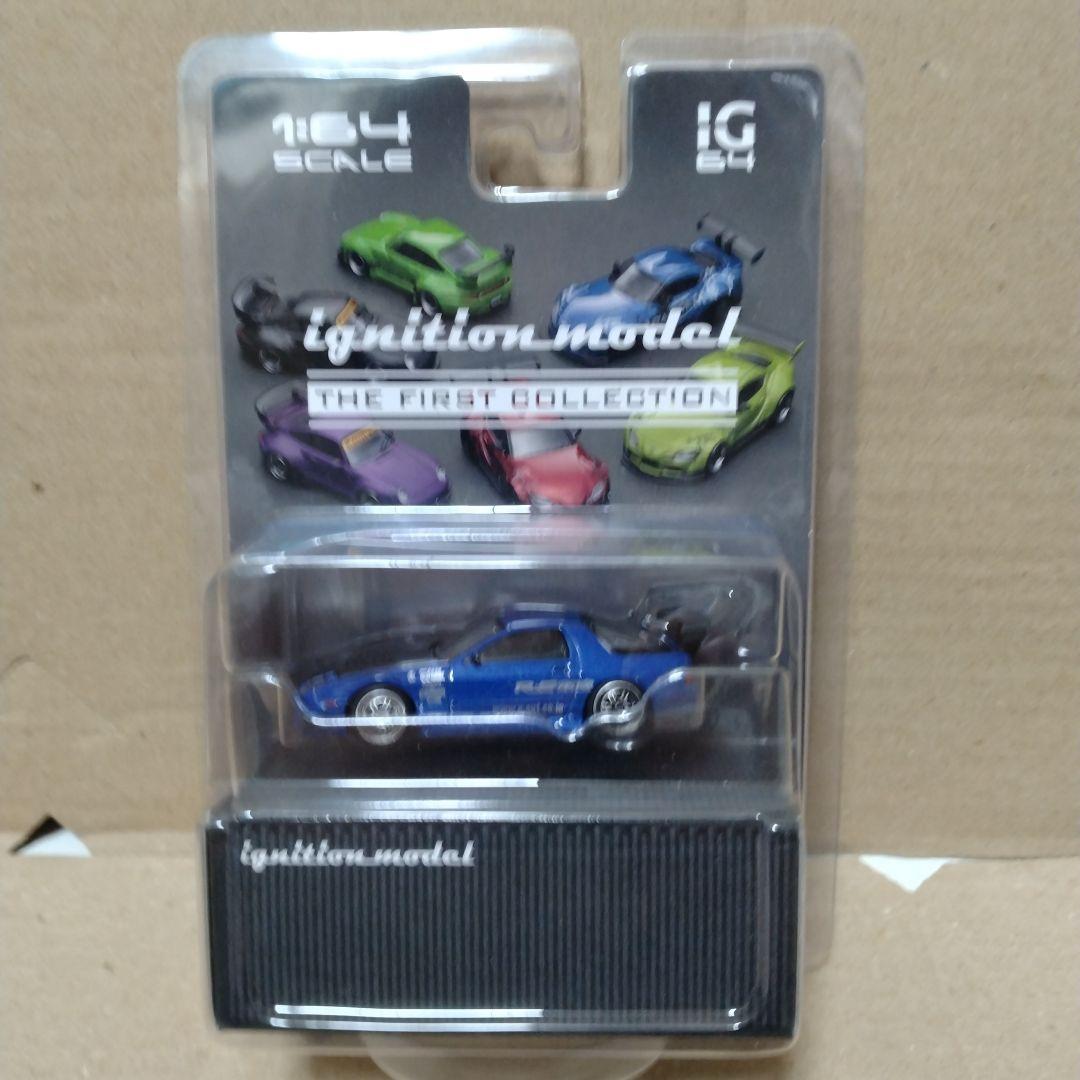 1:64
SCALE
IG
64
ignition model
THE FIRST COLLECTION
ignition model